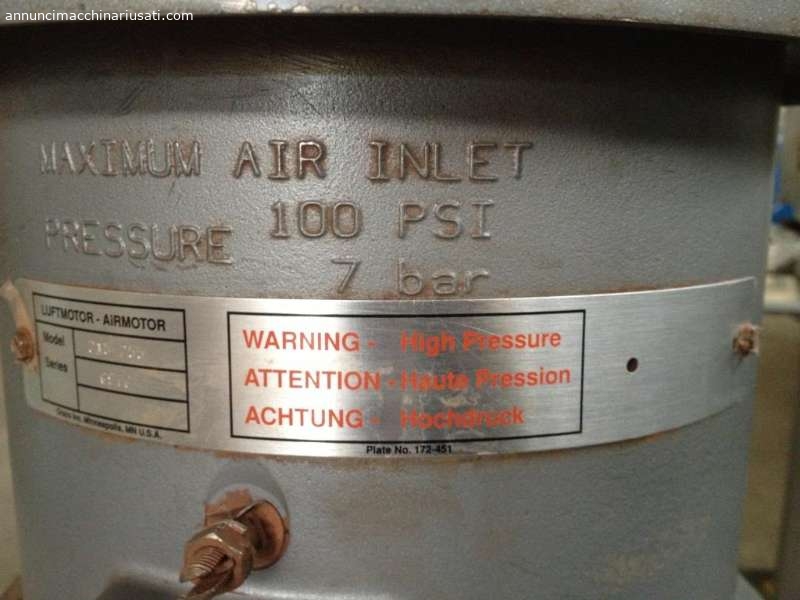 annuncimacchinariusati.com
MAXIMUM AIR INLET
PRESSURE 100 PSI
7 bar
LUFTMOTOR - AIRMOTOR
Model
Series
Graco Inc. Minneapolis, MN U.S.A.
WARNING - High Pressure
ATTENTION - Haute Pression
ACHTUNG - Hochdruck
Plate No. 172-451